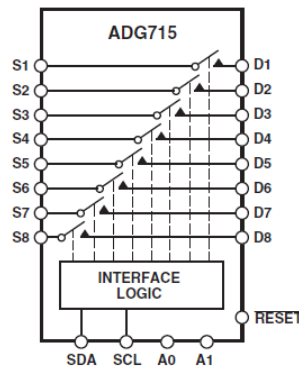 ADG715
S1 D1
S2 D2
S3 D3
S4 D4
S5 D5
S6 D6
S7 D7
S8 D8
INTERFACE
LOGIC
RESET
SDA SCL A0 A1